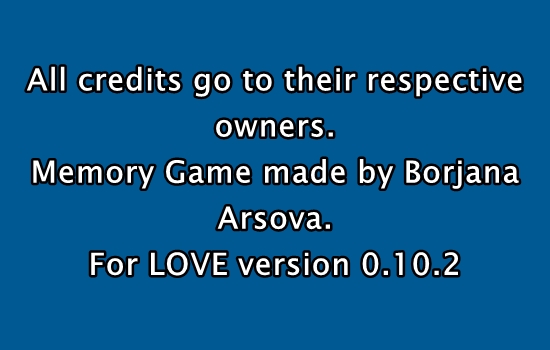 All credits go to their respective
owners.
Memory Game made by Borjana
Arsova.
For LOVE version 0.10.2